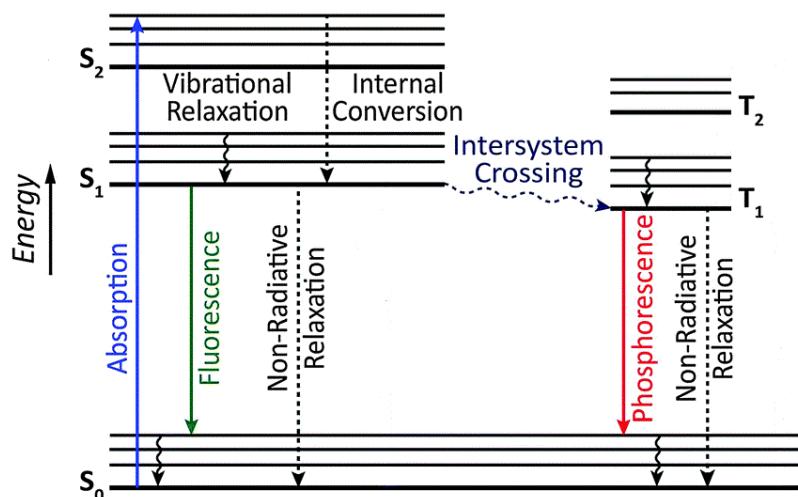 S2
Vibrational
Relaxation
Internal
Conversion
T2
Intersystem
Crossing
S1
T1
Energy
Absorption
Fluorescence
Non-Radiative
Relaxation
Phosphorescence
Non-Radiative
Relaxation
S0